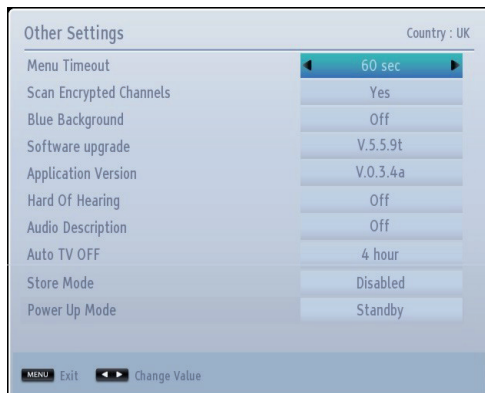 Other Settings Country : UK
Menu Timeout 60 sec
Scan Encrypted Channels Yes
Blue Background Off
Software upgrade V.5.5.9t
Application Version V.0.3.4a
Hard Of Hearing Off
Audio Description Off
Auto TV OFF 4 hour
Store Mode Disabled
Power Up Mode Standby
MENU Exit Change Value